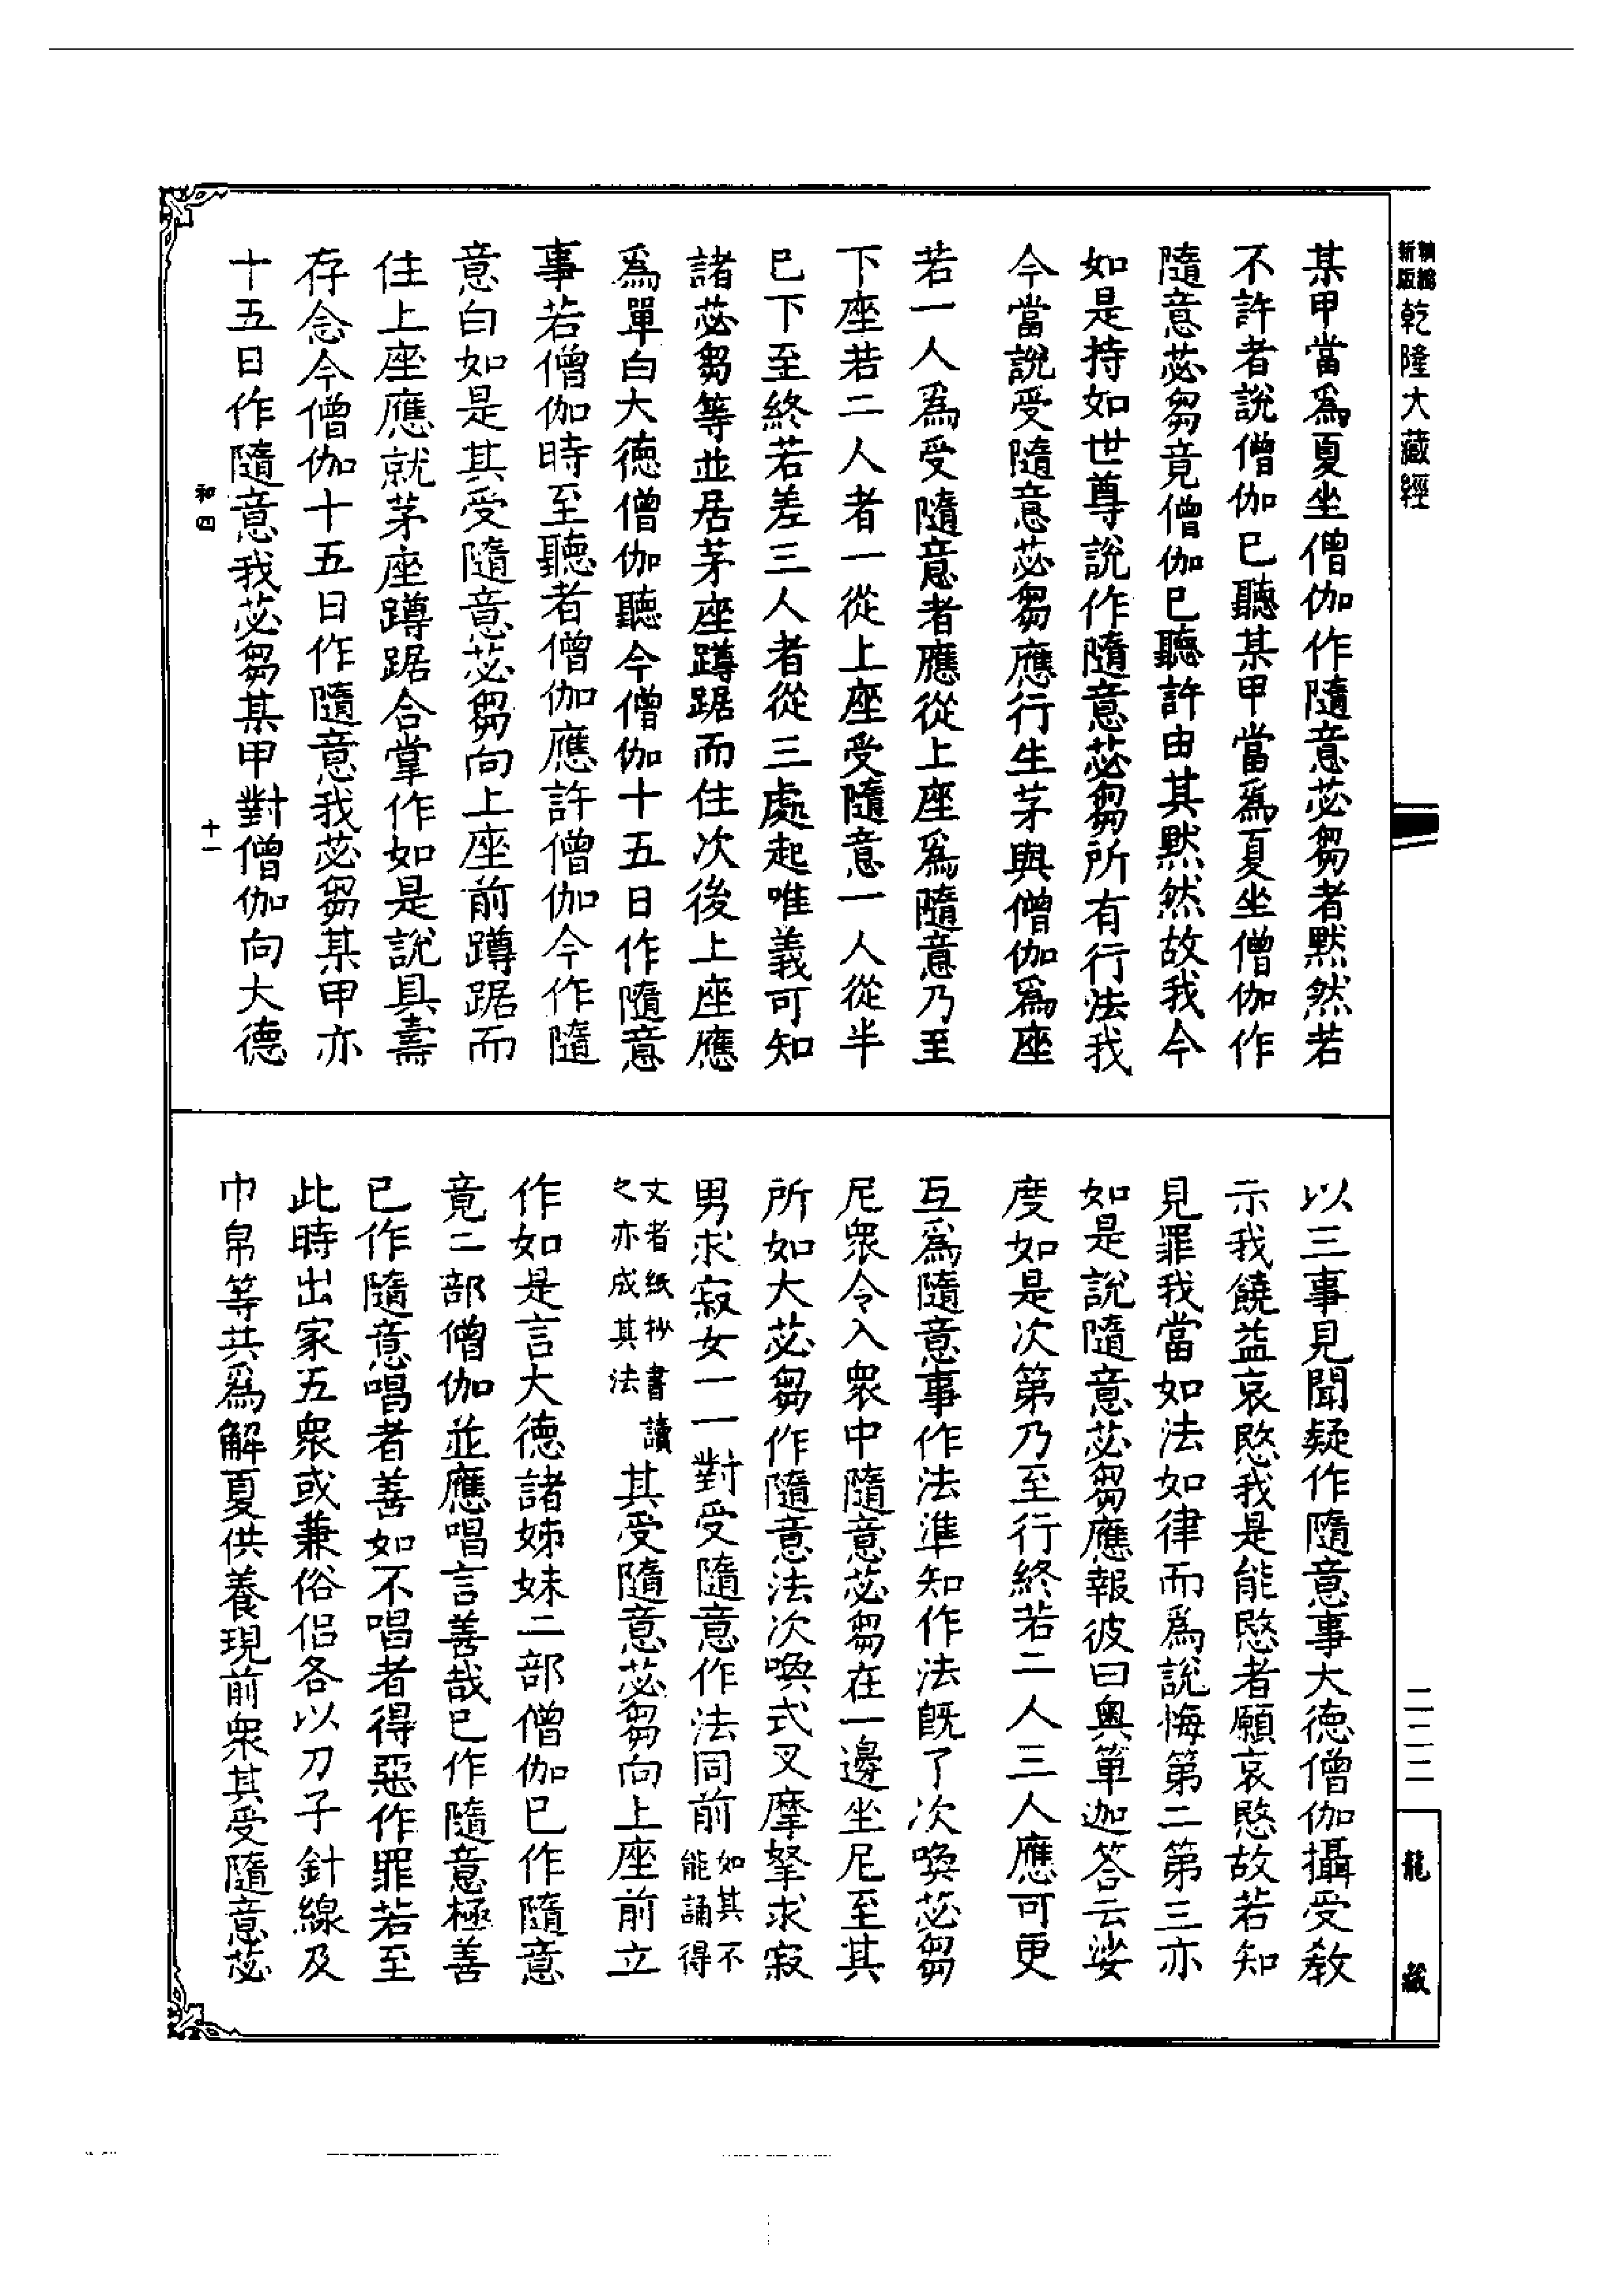 新版精縮乾隆大藏經
某甲當爲夏坐僧伽作隨意苾芻者默然若
不許者說僧伽已聽某甲當爲夏坐僧伽作
隨意苾芻竟僧伽已聽許由其默然故我今
如是持如世尊說作隨意苾芻所有行法我
今當說受隨意苾芻應行生茅與僧伽爲座
若一人爲受隨意者應從上座爲隨意乃至
下座若二人者一從上座受隨意一人從半
已下至終若差三人者從三處起唯義可知
諸苾芻等並居茅座蹲踞而住次後上座應
爲單白大德僧伽聽今僧伽十五日作隨意
事若僧伽時至聽者僧伽應許僧伽今作隨
意白如是其受隨意苾芻向上座前蹲踞而
住上座應就茅座蹲踞合掌作如是說具壽
存念今僧伽十五日作隨意我苾芻某甲亦
十五日作隨意我苾芻某甲對僧伽向大德
和四 十一
以三事見聞疑作隨意事大德僧伽攝受教
示我饒益哀愍我是能愍者願哀愍故若知
見罪我當如法如律而爲說悔第二第三亦
如是說隨意苾芻應報彼曰奧箄迦答云娑
度如是次第乃至行終若二人三人應可更
互爲隨意事作法準知作法既了次喚苾芻
尼衆令入衆中隨意苾芻在一邊坐尼至其
所如大苾芻作隨意法次喚式叉摩拏求寂
男求寂女一一對受隨意作法同前如其不能誦得
文者紙抄書讀之亦成其法其受隨意苾芻向上座前立
作如是言大德諸姊妹二部僧伽已作隨意
竟二部僧伽並應唱言善哉已作隨意極善
已作隨意唱者善如不唱者得惡作罪若至
此時出家五衆或兼俗侶各以刀子針線及
巾帛等共爲解夏供養現前衆其受隨意苾
二二二
龍藏